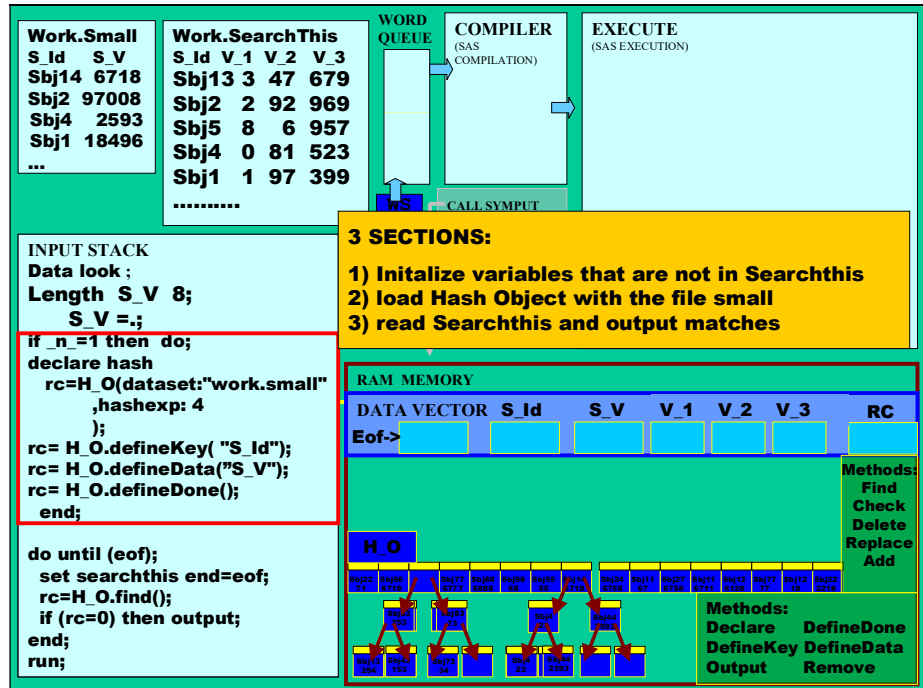 Work.Small
S_Id S_V
Sbj14 6718
Sbj2 97008
Sbj4 2593
Sbj1 18496
...
Work.SearchThis
S_Id V_1 V_2 V_3
Sbj13 3 47 679
Sbj2 2 92 969
Sbj5 8 6 957
Sbj4 0 81 523
Sbj1 1 97 399
..........
WORD
QUEUE
WS
COMPILER
(SAS
COMPILATION)
EXECUTE
(SAS EXECUTION)
CALL SYMPUT
3 SECTIONS:
1) Initalize variables that are not in Searchthis
2) load Hash Object with the file small
3) read Searchthis and output matches
INPUT STACK
Data look ;
Length S_V 8;
S_V =.;
if _n_=1 then do;
declare hash
rc=H_O(dataset:"work.small"
,hashexp: 4
);
rc= H_O.defineKey( "S_Id");
rc= H_O.defineData(”S_V");
rc= H_O.defineDone();
end;
do until (eof);
set searchthis end=eof;
rc=H_O.find();
if (rc=0) then output;
end;
run;
RAM MEMORY
DATA VECTOR S_Id S_V V_1 V_2 V_3 RC
Eof->
Methods:
Find
Check
Delete
Replace
Add
H_O
Methods:
Declare DefineDone
DefineKey DefineData
Output Remove